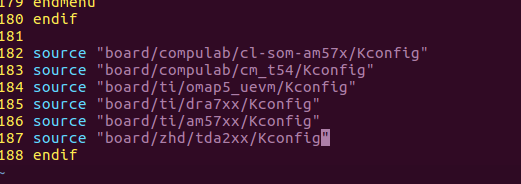 179 endmenu
180 endif
181
182 source "board/compulab/cl-som-am57x/Kconfig"
183 source "board/compulab/cm_t54/Kconfig"
184 source "board/ti/omap5_uevm/Kconfig"
185 source "board/ti/dra7xx/Kconfig"
186 source "board/ti/am57xx/Kconfig"
187 source "board/zhd/tda2xx/Kconfig"
188 endif
~